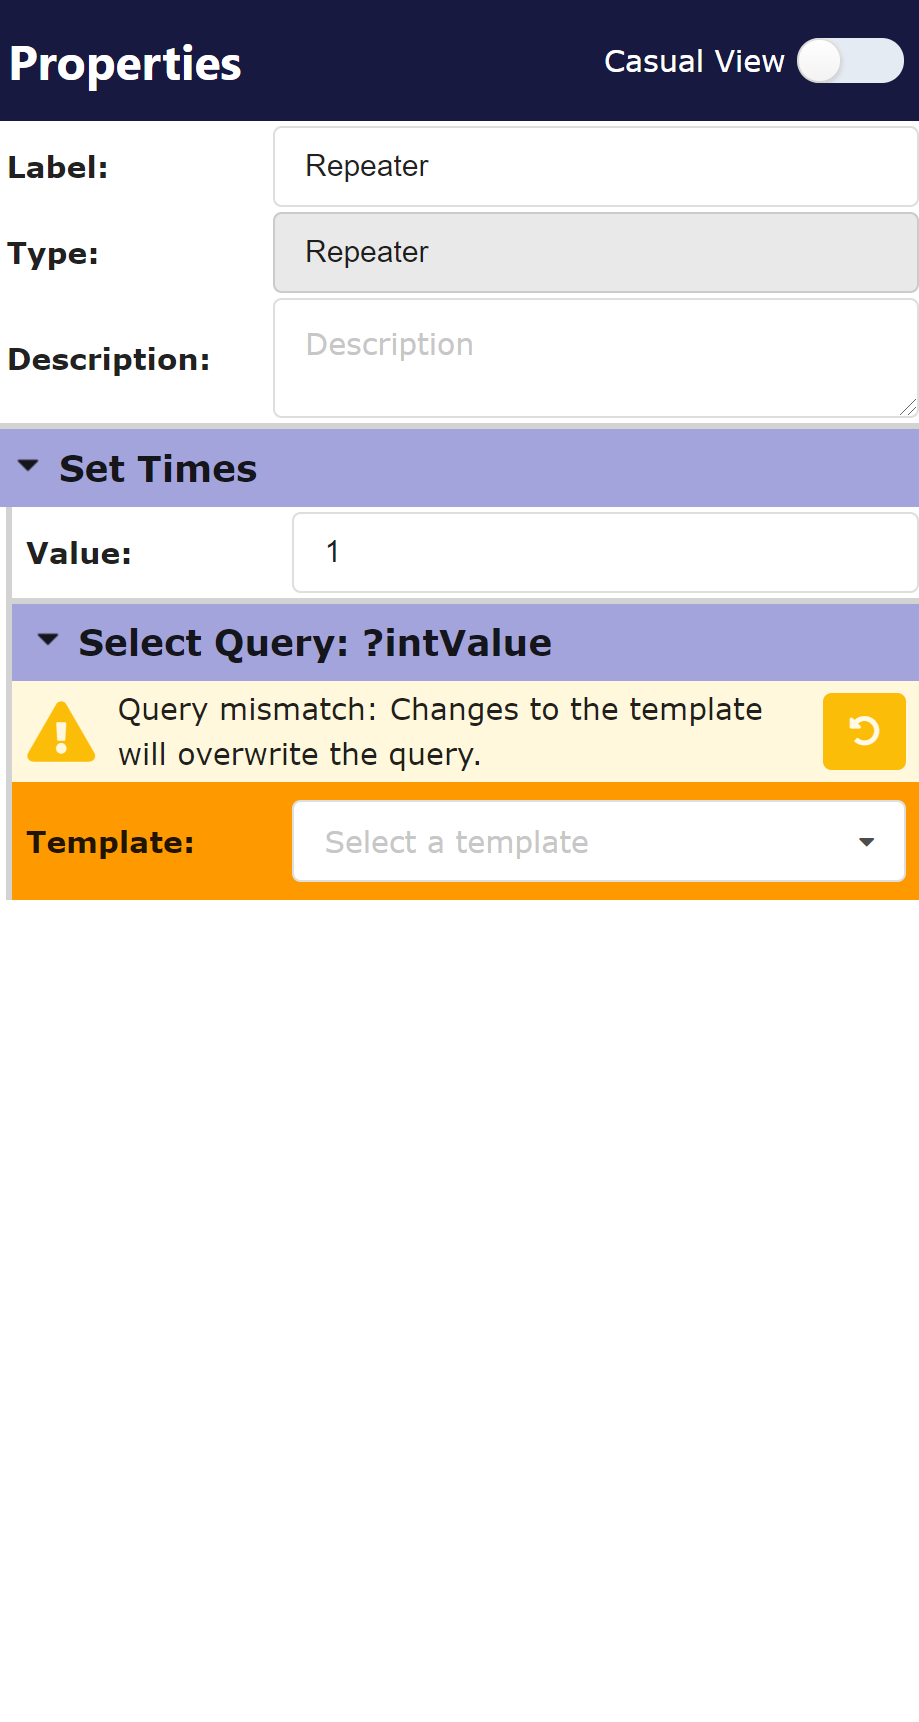 Properties
Casual View
Label:
Repeater
Type:
Repeater
Description:
Description
Set Times
Value:
1
Select Query: ?intValue
Query mismatch: Changes to the template
will overwrite the query.
Template:
Select a template